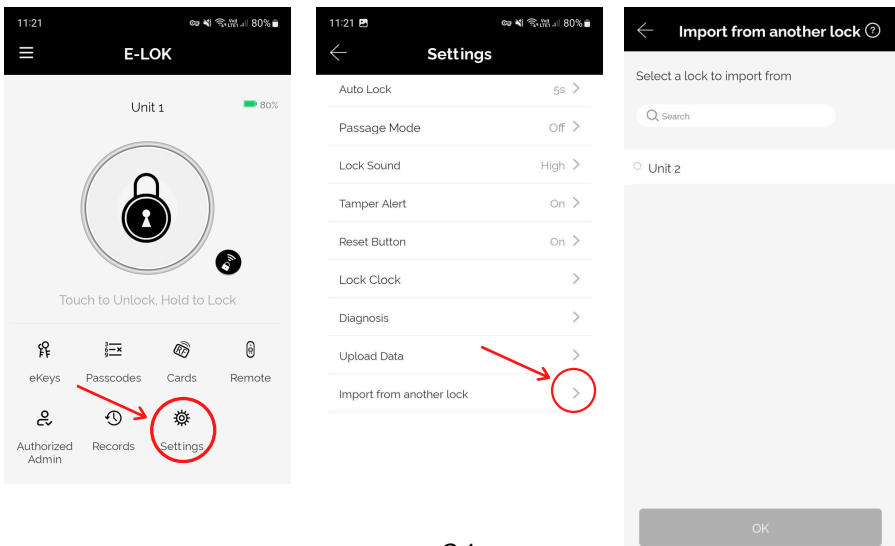 11:21
80%
E-LOK
Unit 1
80%
Touch to Unlock, Hold to Lock
eKeys
Passcodes
Cards
Remote
Authorized
Admin
Records
Settings
11:21
80%
Settings
Auto Lock 5s
Passage Mode Off
Lock Sound High
Tamper Alert On
Reset Button On
Lock Clock
Diagnosis
Upload Data
Import from another lock
Import from another lock ?
Select a lock to import from
Search
Unit 2
OK